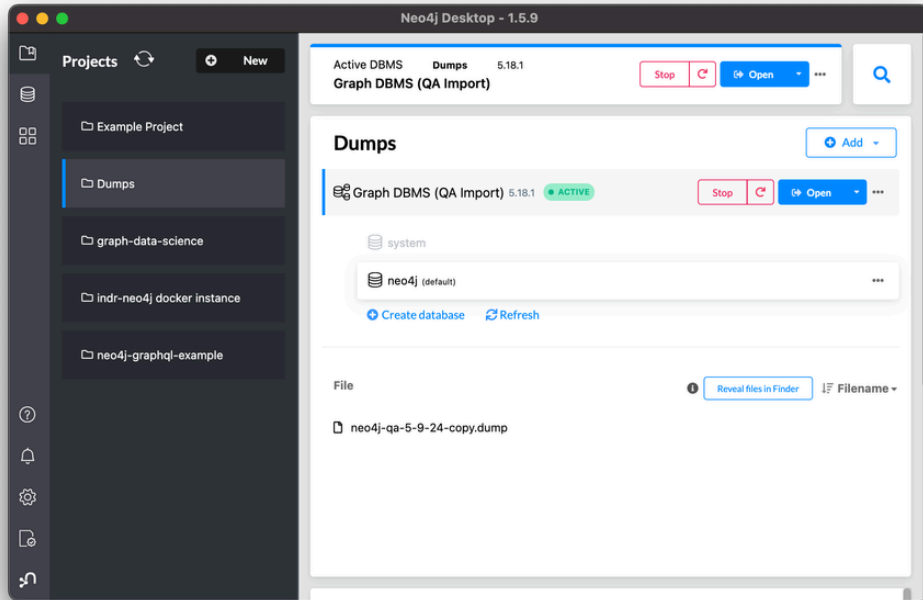 Neo4j Desktop - 1.5.9
Projects
New
Example Project
Dumps
graph-data-science
indr-neo4j docker instance
neo4j-graphql-example
Active DBMS Dumps 5.18.1
Graph DBMS (QA Import)
Stop Open
Dumps
Add
Graph DBMS (QA Import) 5.18.1 ACTIVE
Stop Open
system
neo4j (default)
Create database Refresh
File
Reveal files in Finder Filename
neo4j-qa-5-9-24-copy.dump